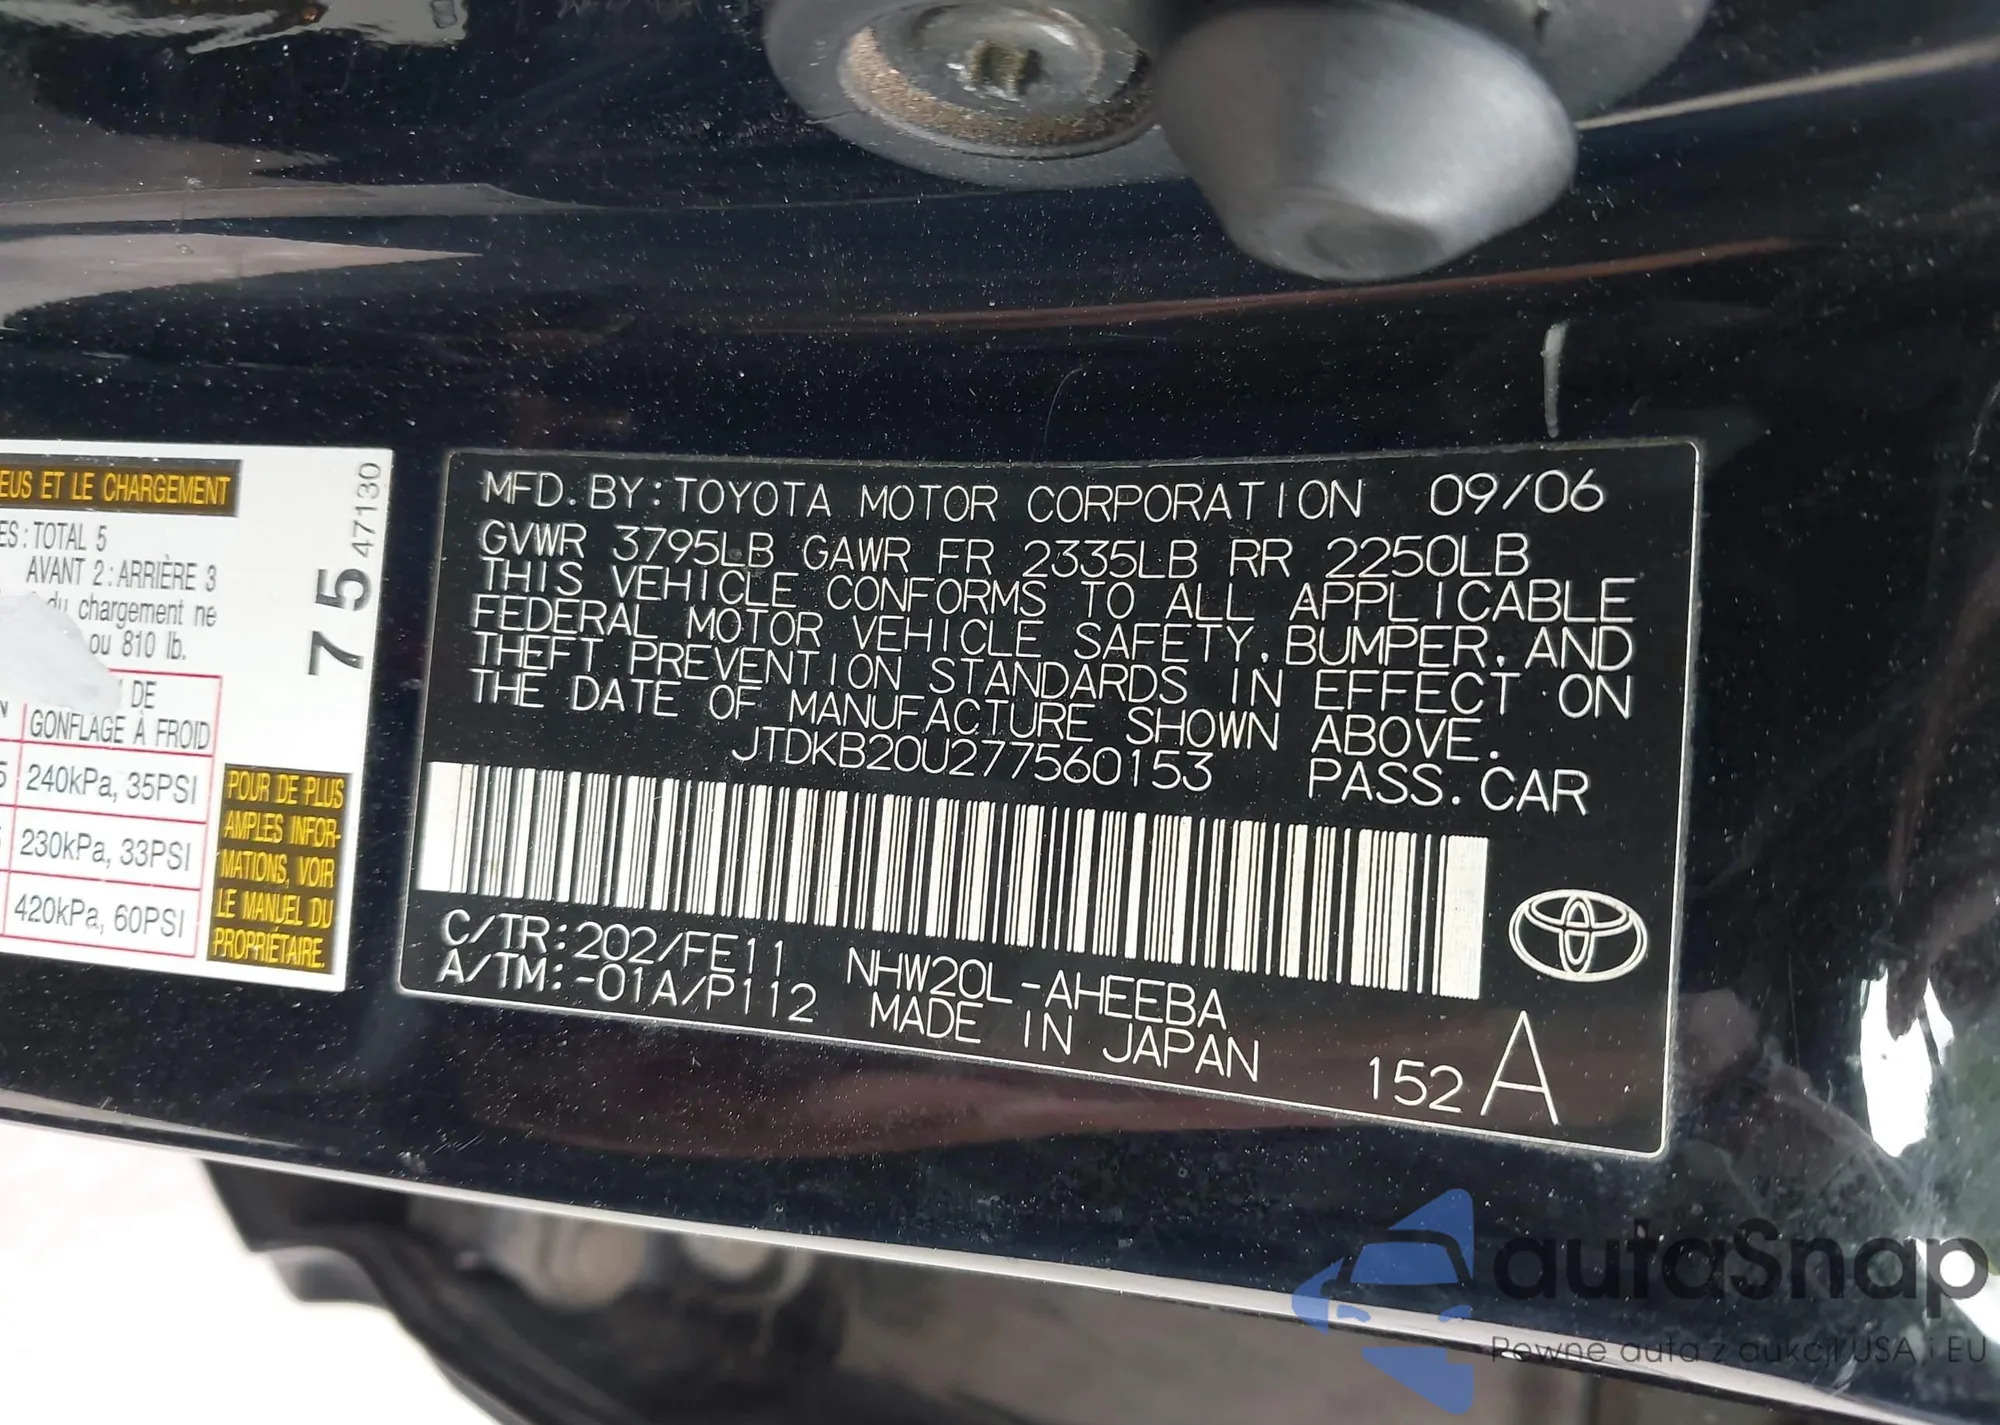 EUS ET LE CHARGEMENT
ES : TOTAL 5
AVANT 2 : ARRIÈRE 3
du chargement ne
ou 810 lb.
DE
GONFLAGE À FROID
240kPa, 35PSI
230kPa, 33PSI
420kPa, 60PSI
75
47130
POUR DE PLUS
AMPLES INFOR-
MATIONS, VOIR
LE MANUEL DU
PROPRIÉTAIRE.
MFD. BY: TOYOTA MOTOR CORPORATION 09/06
GVWR 3795LB GAWR FR 2335LB RR 2250LB
THIS VEHICLE CONFORMS TO ALL APPLICABLE
FEDERAL MOTOR VEHICLE SAFETY, BUMPER, AND
THEFT PREVENTION STANDARDS IN EFFECT ON
THE DATE OF MANUFACTURE SHOWN ABOVE.
JTDKB20U277560153 PASS. CAR
C/TR: 202/FE11 NHW20L-AHEEBA
A/TM: -01A/P112 MADE IN JAPAN
152 A
autaSnap
Pewne auta z aukcji USA i EU